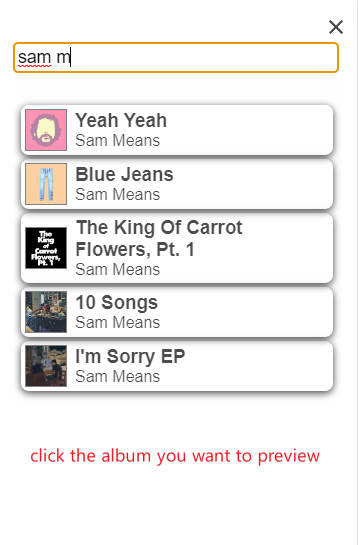 sam m
Yeah Yeah
Sam Means
Blue Jeans
Sam Means
The King Of Carrot
Flowers, Pt. 1
Sam Means
The
King
of
Carrot
Flowers,
Pt. 1
10 Songs
Sam Means
I'm Sorry EP
Sam Means
click the album you want to preview